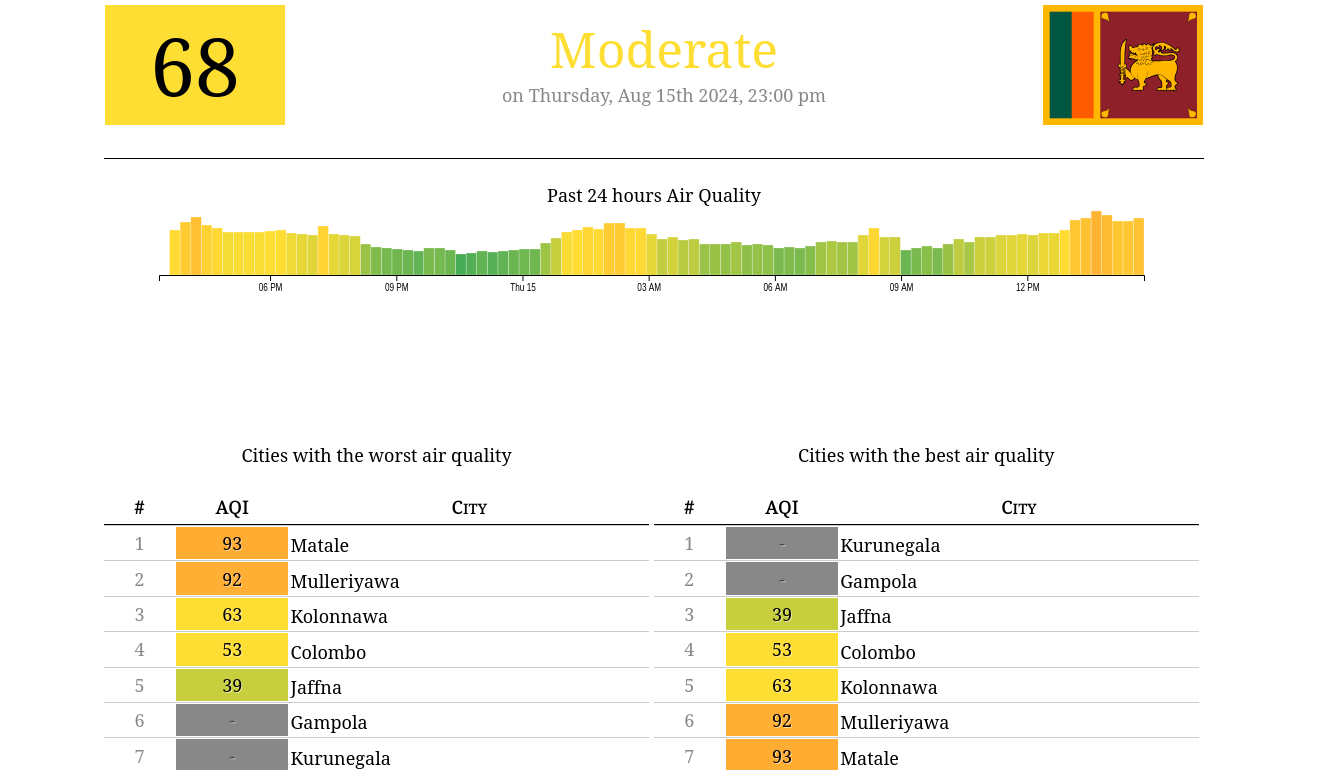 68
Moderate
on Thursday, Aug 15th 2024, 23:00 pm
Past 24 hours Air Quality
06 PM 09 PM Thu 15 03 AM 06 AM 09 AM 12 PM
Cities with the worst air quality
# AQI City
1 93 Matale
2 92 Mulleriyawa
3 63 Kolonnawa
4 53 Colombo
5 39 Jaffna
6 - Gampola
7 - Kurunegala
Cities with the best air quality
# AQI City
1 - Kurunegala
2 - Gampola
3 39 Jaffna
4 53 Colombo
5 63 Kolonnawa
6 92 Mulleriyawa
7 93 Matale